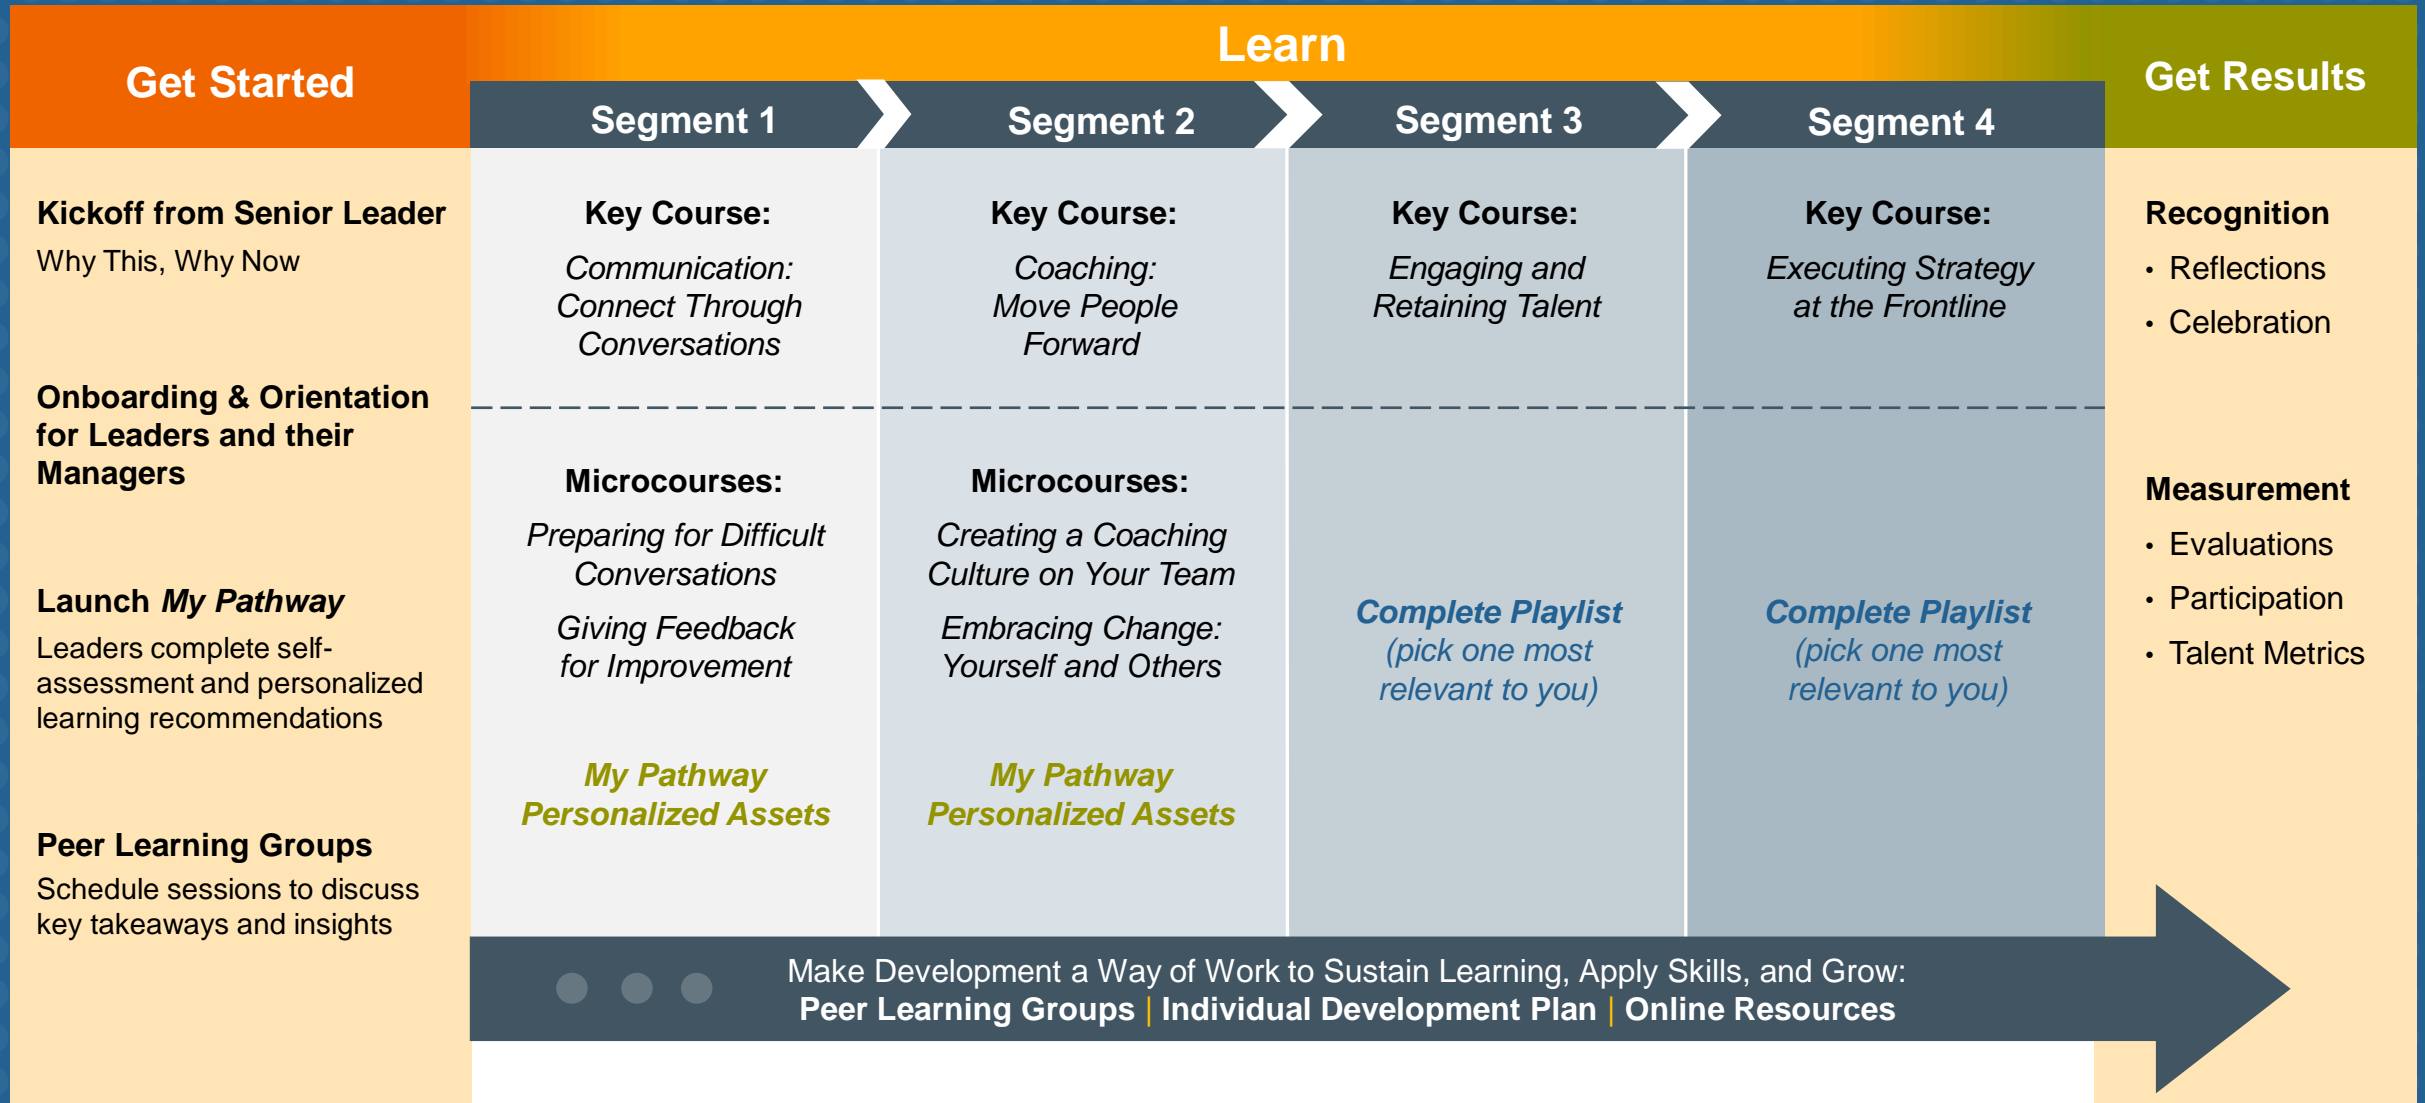 Get Started
Kickoff from Senior Leader
Why This, Why Now
Onboarding & Orientation
for Leaders and their
Managers
Launch My Pathway
Leaders complete self-
assessment and personalized
learning recommendations
Peer Learning Groups
Schedule sessions to discuss
key takeaways and insights
Learn
Segment 1
Key Course:
Communication:
Connect Through
Conversations
Microcourses:
Preparing for Difficult
Conversations
Giving Feedback
for Improvement
My Pathway
Personalized Assets
Segment 2
Key Course:
Coaching:
Move People
Forward
Microcourses:
Creating a Coaching
Culture on Your Team
Embracing Change:
Yourself and Others
My Pathway
Personalized Assets
Segment 3
Key Course:
Engaging and
Retaining Talent
Complete Playlist
(pick one most
relevant to you)
Segment 4
Key Course:
Executing Strategy
at the Frontline
Complete Playlist
(pick one most
relevant to you)
Make Development a Way of Work to Sustain Learning, Apply Skills, and Grow:
Peer Learning Groups | Individual Development Plan | Online Resources
Get Results
Recognition
• Reflections
• Celebration
Measurement
• Evaluations
• Participation
• Talent Metrics